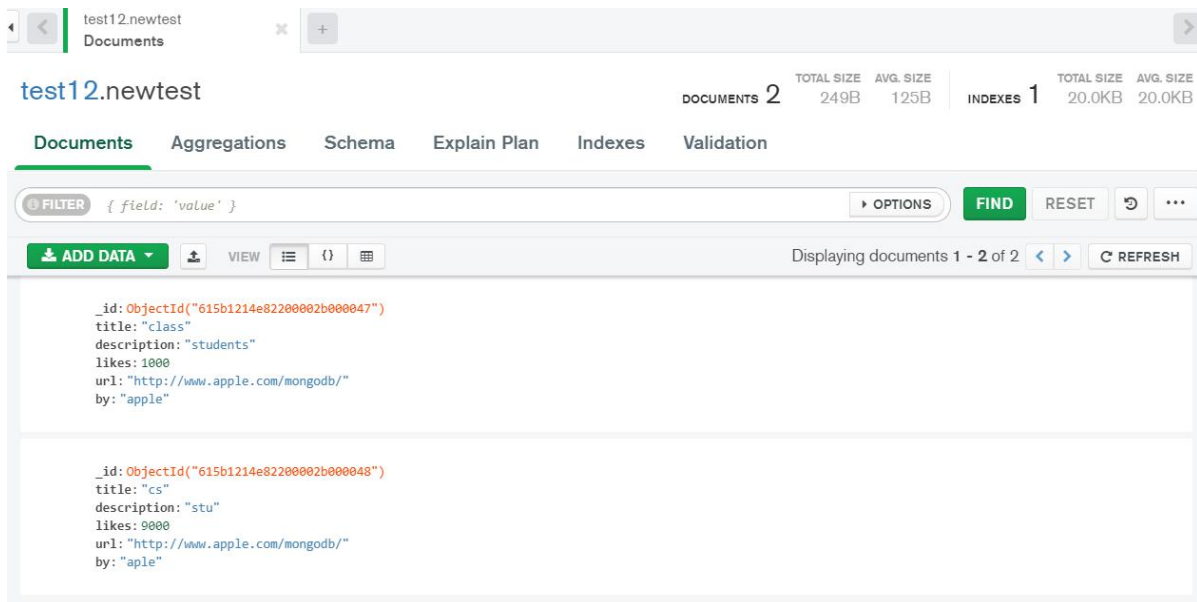 test12.newtest
Documents
test12.newtest
DOCUMENTS 2 TOTAL SIZE 249B AVG. SIZE 125B INDEXES 1 TOTAL SIZE 20.0KB AVG. SIZE 20.0KB
Documents Aggregations Schema Explain Plan Indexes Validation
FILTER { field: 'value' } OPTIONS FIND RESET ...
ADD DATA VIEW {} Displaying documents 1 - 2 of 2 < > REFRESH
_id: ObjectId("615b1214e82200002b000047")
title: "class"
description: "students"
likes: 1000
url: "http://www.apple.com/mongodb/"
by: "apple"
_id: ObjectId("615b1214e82200002b000048")
title: "cs"
description: "stu"
likes: 9000
url: "http://www.apple.com/mongodb/"
by: "aple"